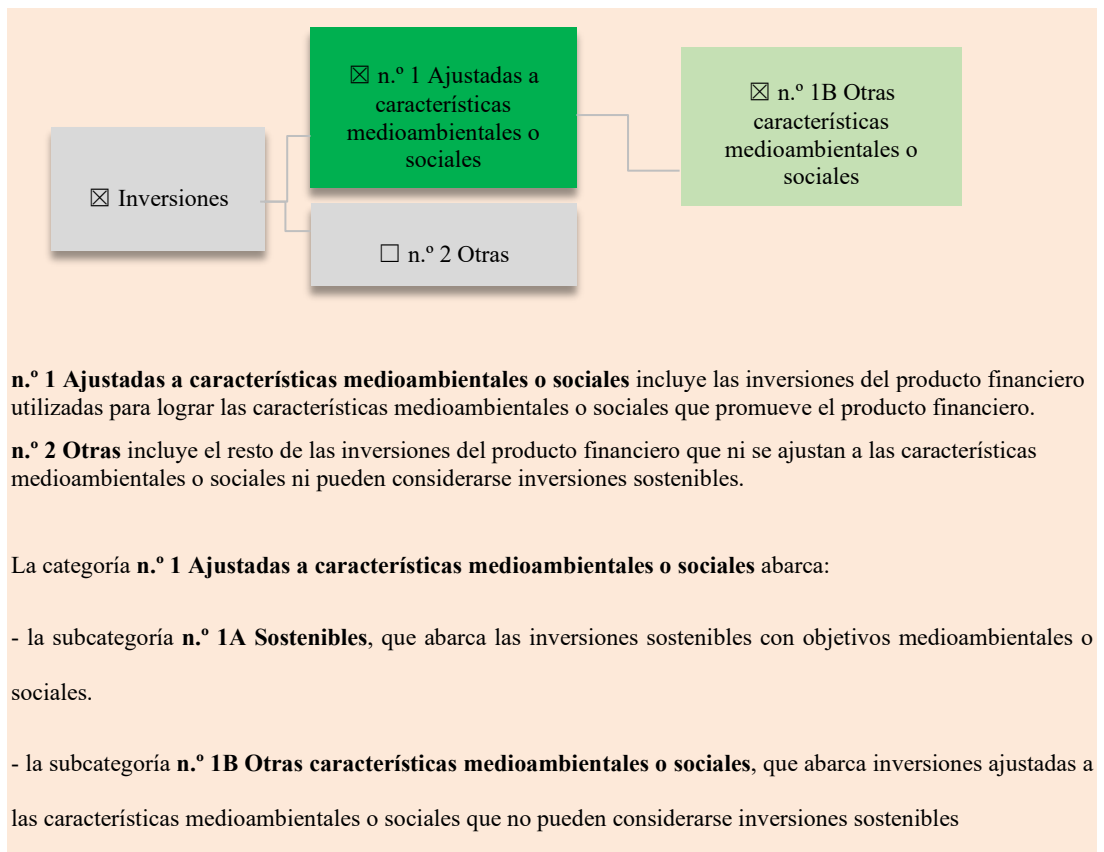 ☒ n.º 1 Ajustadas a
características
medioambientales o
sociales
☒ n.º 1B Otras
características
medioambientales o
sociales
☒ Inversiones
☐ n.º 2 Otras
n.º 1 Ajustadas a características medioambientales o sociales incluye las inversiones del producto financiero
utilizadas para lograr las características medioambientales o sociales que promueve el producto financiero.
n.º 2 Otras incluye el resto de las inversiones del producto financiero que ni se ajustan a las características
medioambientales o sociales ni pueden considerarse inversiones sostenibles.
La categoría n.º 1 Ajustadas a características medioambientales o sociales abarca:
- la subcategoría n.º 1A Sostenibles, que abarca las inversiones sostenibles con objetivos medioambientales o
sociales.
- la subcategoría n.º 1B Otras características medioambientales o sociales, que abarca inversiones ajustadas a
las características medioambientales o sociales que no pueden considerarse inversiones sostenibles